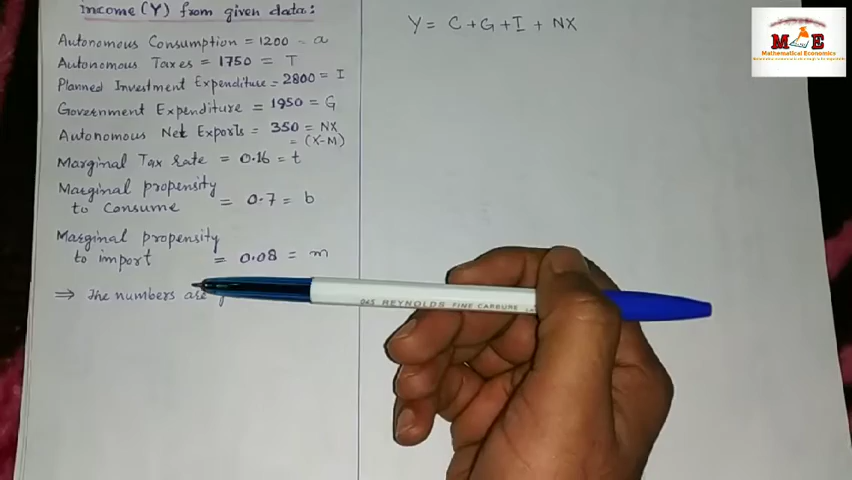 Income (Y) from given data:
Autonomous Consumption = 1200 = a
Autonomous Taxes = 1750 = T
Planned Investment Expenditure = 2800 = I
Government Expenditure = 1950 = G
Autonomous Net Exports = 350 = NX
= (X-M)
Marginal Tax rate = 0.16 = t
Marginal propensity
to Consume = 0.7 = b
Marginal propensity
to import = 0.08 = m
⇒ The numbers are
Y = C + G + I + NX
M E
Mathematical Economics
045 REYNOLDS FINE CARBURE